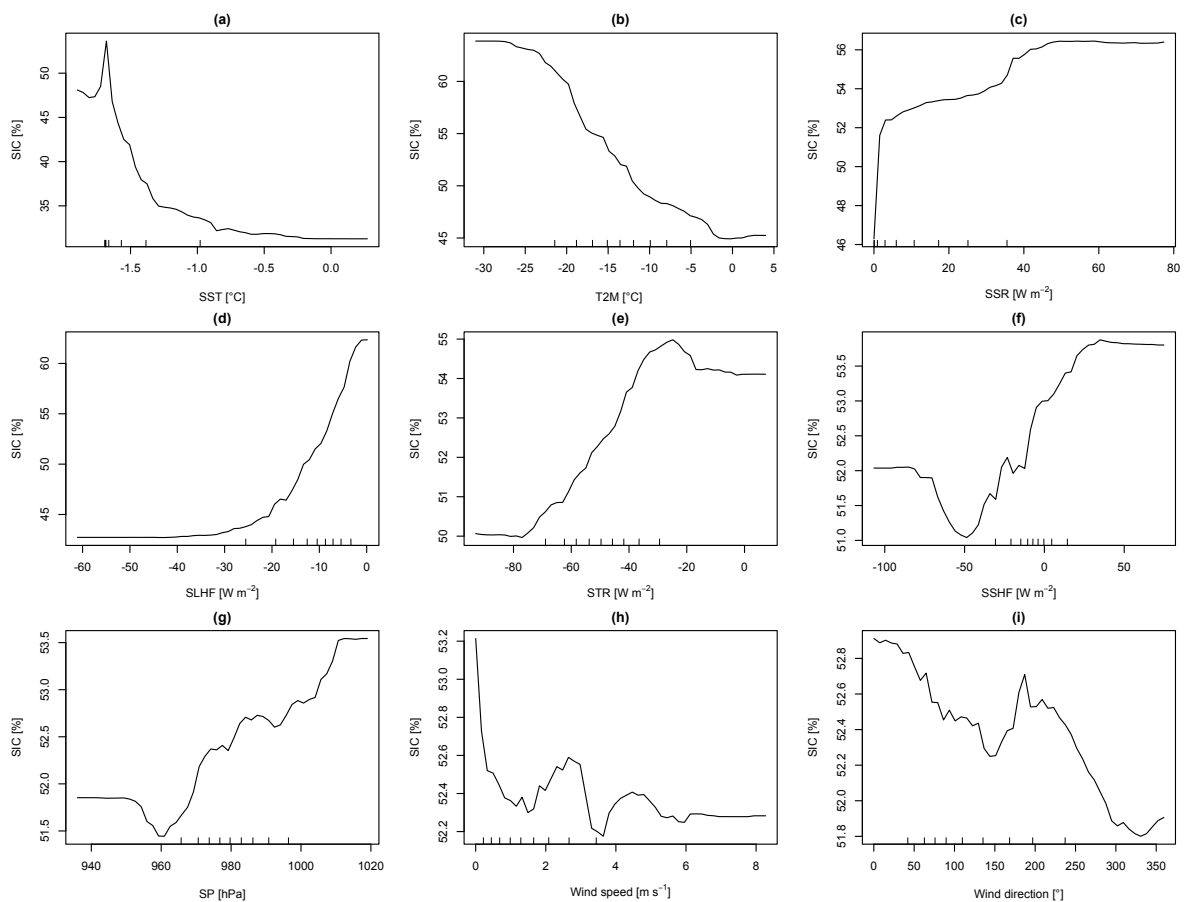 (a)
SIC [%]
50
45
40
35
-1.5 -1.0 -0.5 0.0
SST [°C]
(b)
SIC [%]
60
55
50
45
-30 -25 -20 -15 -10 -5 0 5
T2M [°C]
(c)
SIC [%]
56
54
52
50
48
46
0 20 40 60 80
SSR [W m−2]
(d)
SIC [%]
60
55
50
45
-60 -50 -40 -30 -20 -10 0
SLHF [W m−2]
(e)
SIC [%]
55
54
53
52
51
50
-80 -60 -40 -20 0
STR [W m−2]
(f)
SIC [%]
53.5
53.0
52.5
52.0
51.5
51.0
-100 -50 0 50
SSHF [W m−2]
(g)
SIC [%]
53.5
53.0
52.5
52.0
51.5
940 960 980 1000 1020
SP [hPa]
(h)
SIC [%]
53.2
53.0
52.8
52.6
52.4
52.2
0 2 4 6 8
Wind speed [m s−1]
(i)
SIC [%]
52.8
52.6
52.4
52.2
52.0
51.8
0 50 100 150 200 250 300 350
Wind direction [°]